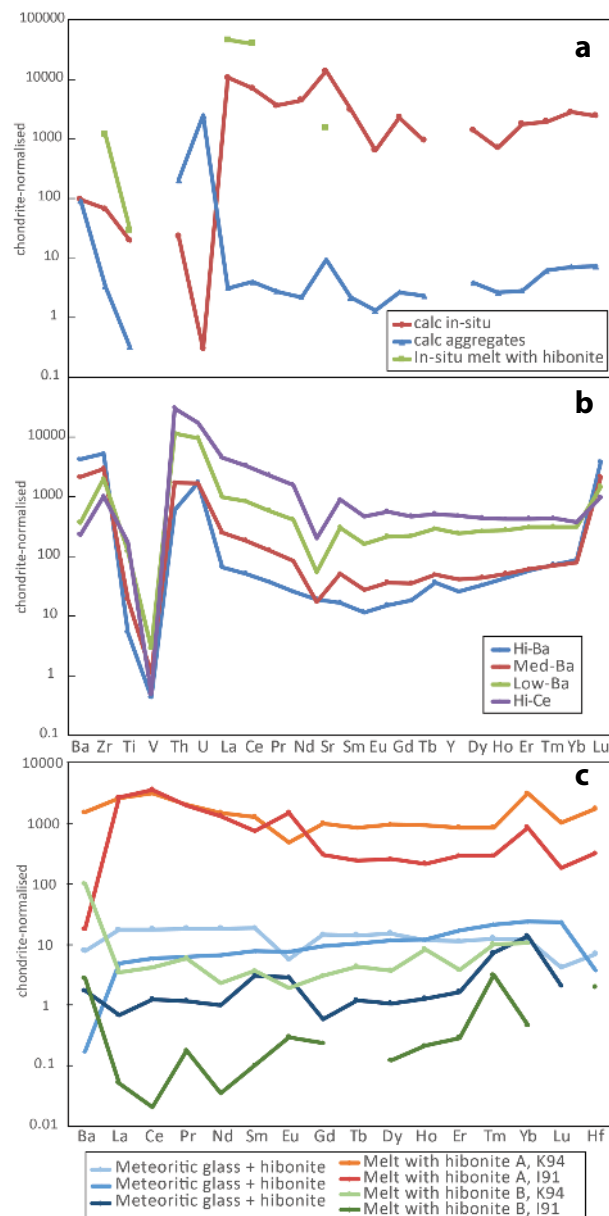 a
100000
10000
1000
100
10
1
0.1
chondrite-normalised
calc in-situ
calc aggregates
In-situ melt with hibonite
b
10000
1000
100
10
1
0.1
chondrite-normalised
Hi-Ba
Med-Ba
Low-Ba
Hi-Ce
Ba Zr Ti V Th U La Ce Pr Nd Sr Sm Eu Gd Tb Y Dy Ho Er Tm Yb Lu
c
10000
1000
100
10
1
0.1
0.01
chondrite-normalised
Ba La Ce Pr Nd Sm Eu Gd Tb Dy Ho Er Tm Yb Lu Hf
Meteoritic glass + hibonite
Meteoritic glass + hibonite
Meteoritic glass + hibonite
Melt with hibonite A, K94
Melt with hibonite A, I91
Melt with hibonite B, K94
Melt with hibonite B, I91